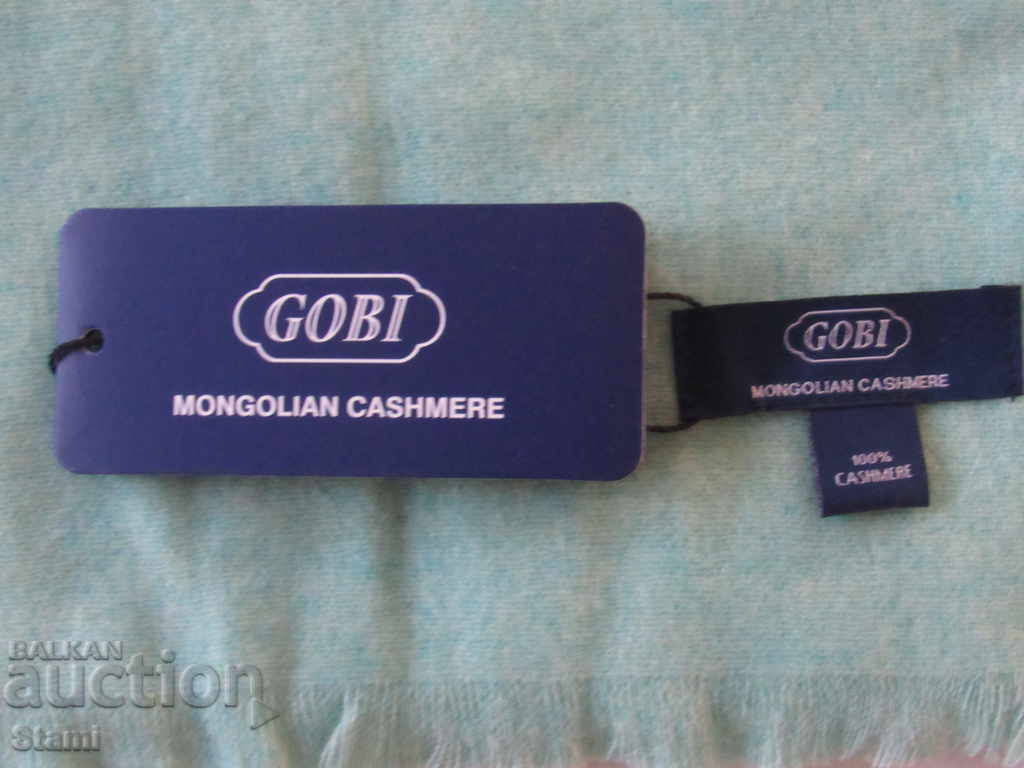 GOBI
MONGOLIAN CASHMERE
GOBI
MONGOLIAN CASHMERE
100%
CASHMERE
BALKAN
auction
Stami